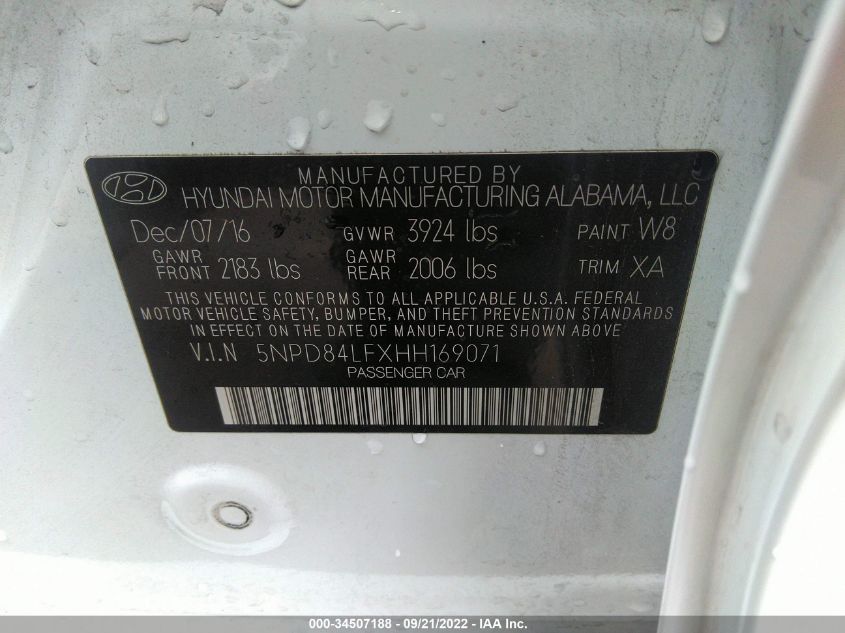 MANUFACTURED BY
HYUNDAI MOTOR MANUFACTURING ALABAMA, LLC
Dec/07/16 GVWR 3924 lbs PAINT W8
GAWR FRONT 2183 lbs GAWR REAR 2006 lbs TRIM XA
THIS VEHICLE CONFORMS TO ALL APPLICABLE U.S.A. FEDERAL
MOTOR VEHICLE SAFETY, BUMPER, AND THEFT PREVENTION STANDARDS
IN EFFECT ON THE DATE OF MANUFACTURE SHOWN ABOVE
V.I.N 5NPD84LFXHH169071
PASSENGER CAR
000-34507188 - 09/21/2022 - IAA Inc.